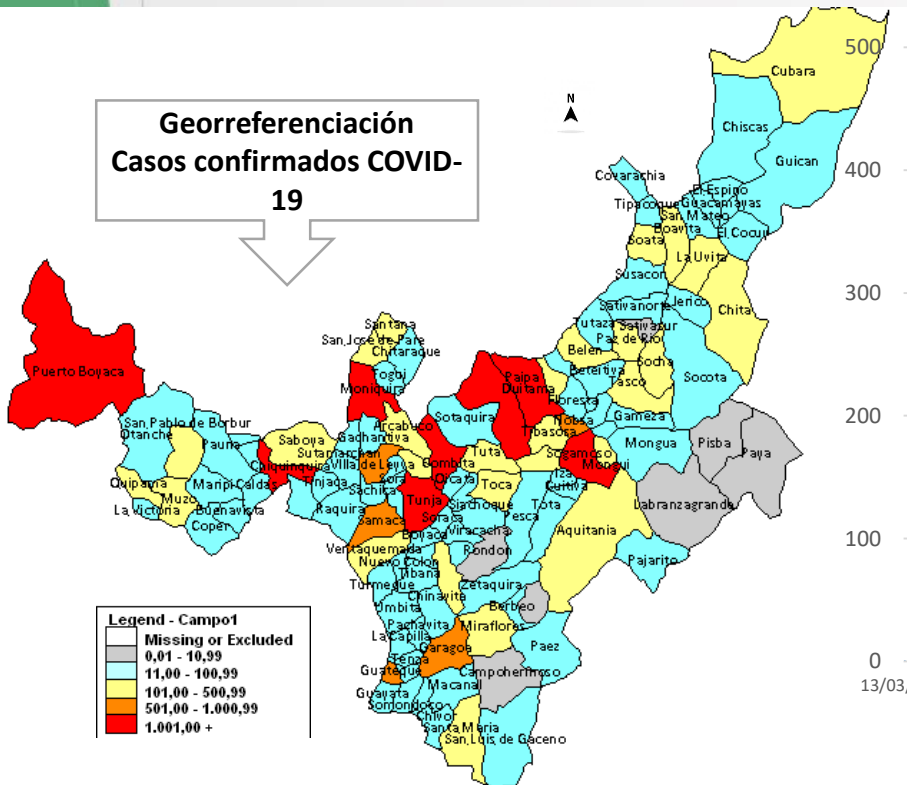 Georreferenciación
Casos confirmados COVID-
19
N
500
400
300
200
100
0
13/03/
Cubara
Chiscas
Guican
Covarachia
El Espino
Tipacoque
Guacamayas
San Mateo
Boavita
El Cocuy
Soata
La Uvita
Susacon
Chita
Sativanorte
Jerico
Tutaza
Sativasur
Paz de Rio
Belen
Socha
Beteitiva
Tasco
Socota
Santana
San Jose de Pare
Chitaraque
Togui
Moniquira
Puerto Boyaca
Paipa
Duitama
Floresta
Sotaquira
Nobsa
Gameza
Tibasosa
Arcabuco
San Pablo de Borbur
Otanche
Pauna
Saboya
Gachantiva
Sutamarchan
Combita
Tuta
Sogamoso
Mongui
Mongua
Pisba
Paya
Chiquinquira
Villa de Leyva
Quipama
Maripi
Caldas
Tinjada
Sora
Oicata
Toca
Iza
Cuitiva
Labranzagrande
Muzo
La Victoria
Buenavista
Sachica
Raquira
Tunja
Siachoque
Tota
Coper
Samaca
Soraca
Pesca
Aquitania
Boyaca
Viracacha
Ventaquemada
Rondon
Pajarito
Nuevo Colon
Tibana
Turmeque
Chinavita
Zetaquira
Umbita
Berbeo
Pachavita
Miraflores
La Capilla
Garagoa
Paez
Tenza
Guateque
Campohermoso
Guayata
Macanal
Somondoco
Chivor
Santa Maria
San Luis de Gaceno
Legend - Campo1
Missing or Excluded
0,01 - 10,99
11,00 - 100,99
101,00 - 500,99
501,00 - 1.000,99
1.001,00 +